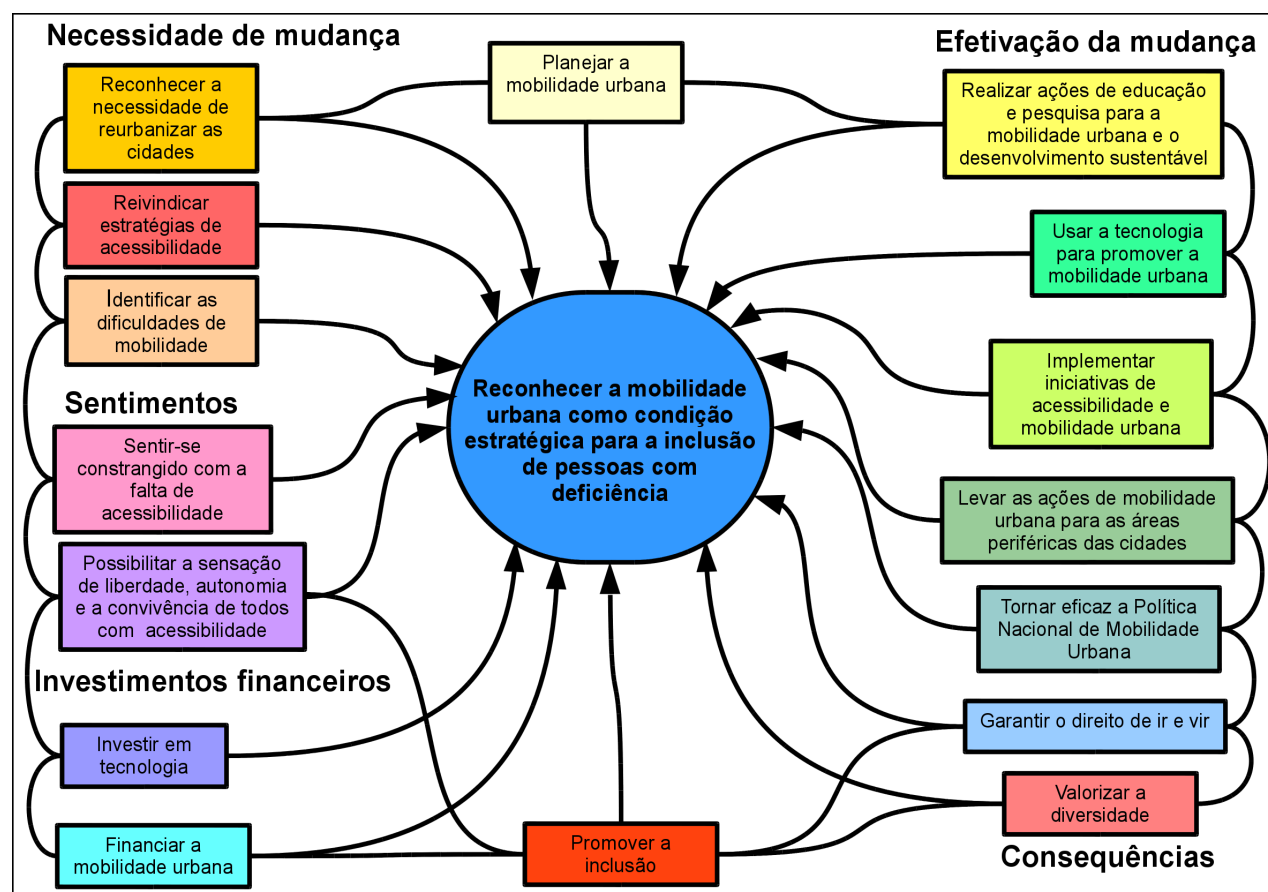 Necessidade de mudança
Reconhecer a
necessidade de
reurbanizar as
cidades
Reivindicar
estratégias de
acessibilidade
Identificar as
dificuldades de
mobilidade
Sentimentos
Sentir-se
constrangido com a
falta de
acessibilidade
Possibilitar a sensação
de liberdade, autonomia
e a convivência de todos
com acessibilidade
Investimentos financeiros
Investir em
tecnologia
Financiar a
mobilidade urbana
Planejar a
mobilidade urbana
Reconhecer a mobilidade
urbana como condição
estratégica para a inclusão
de pessoas com
deficiência
Promover a
inclusão
Efetivação da mudança
Realizar ações de educação
e pesquisa para a
mobilidade urbana e o
desenvolvimento sustentável
Usar a tecnologia
para promover a
mobilidade urbana
Implementar
iniciativas de
acessibilidade e
mobilidade urbana
Levar as ações de mobilidade
urbana para as áreas
periféricas das cidades
Tornar eficaz a Política
Nacional de Mobilidade
Urbana
Garantir o direito de ir e vir
Valorizar a
diversidade
Consequências